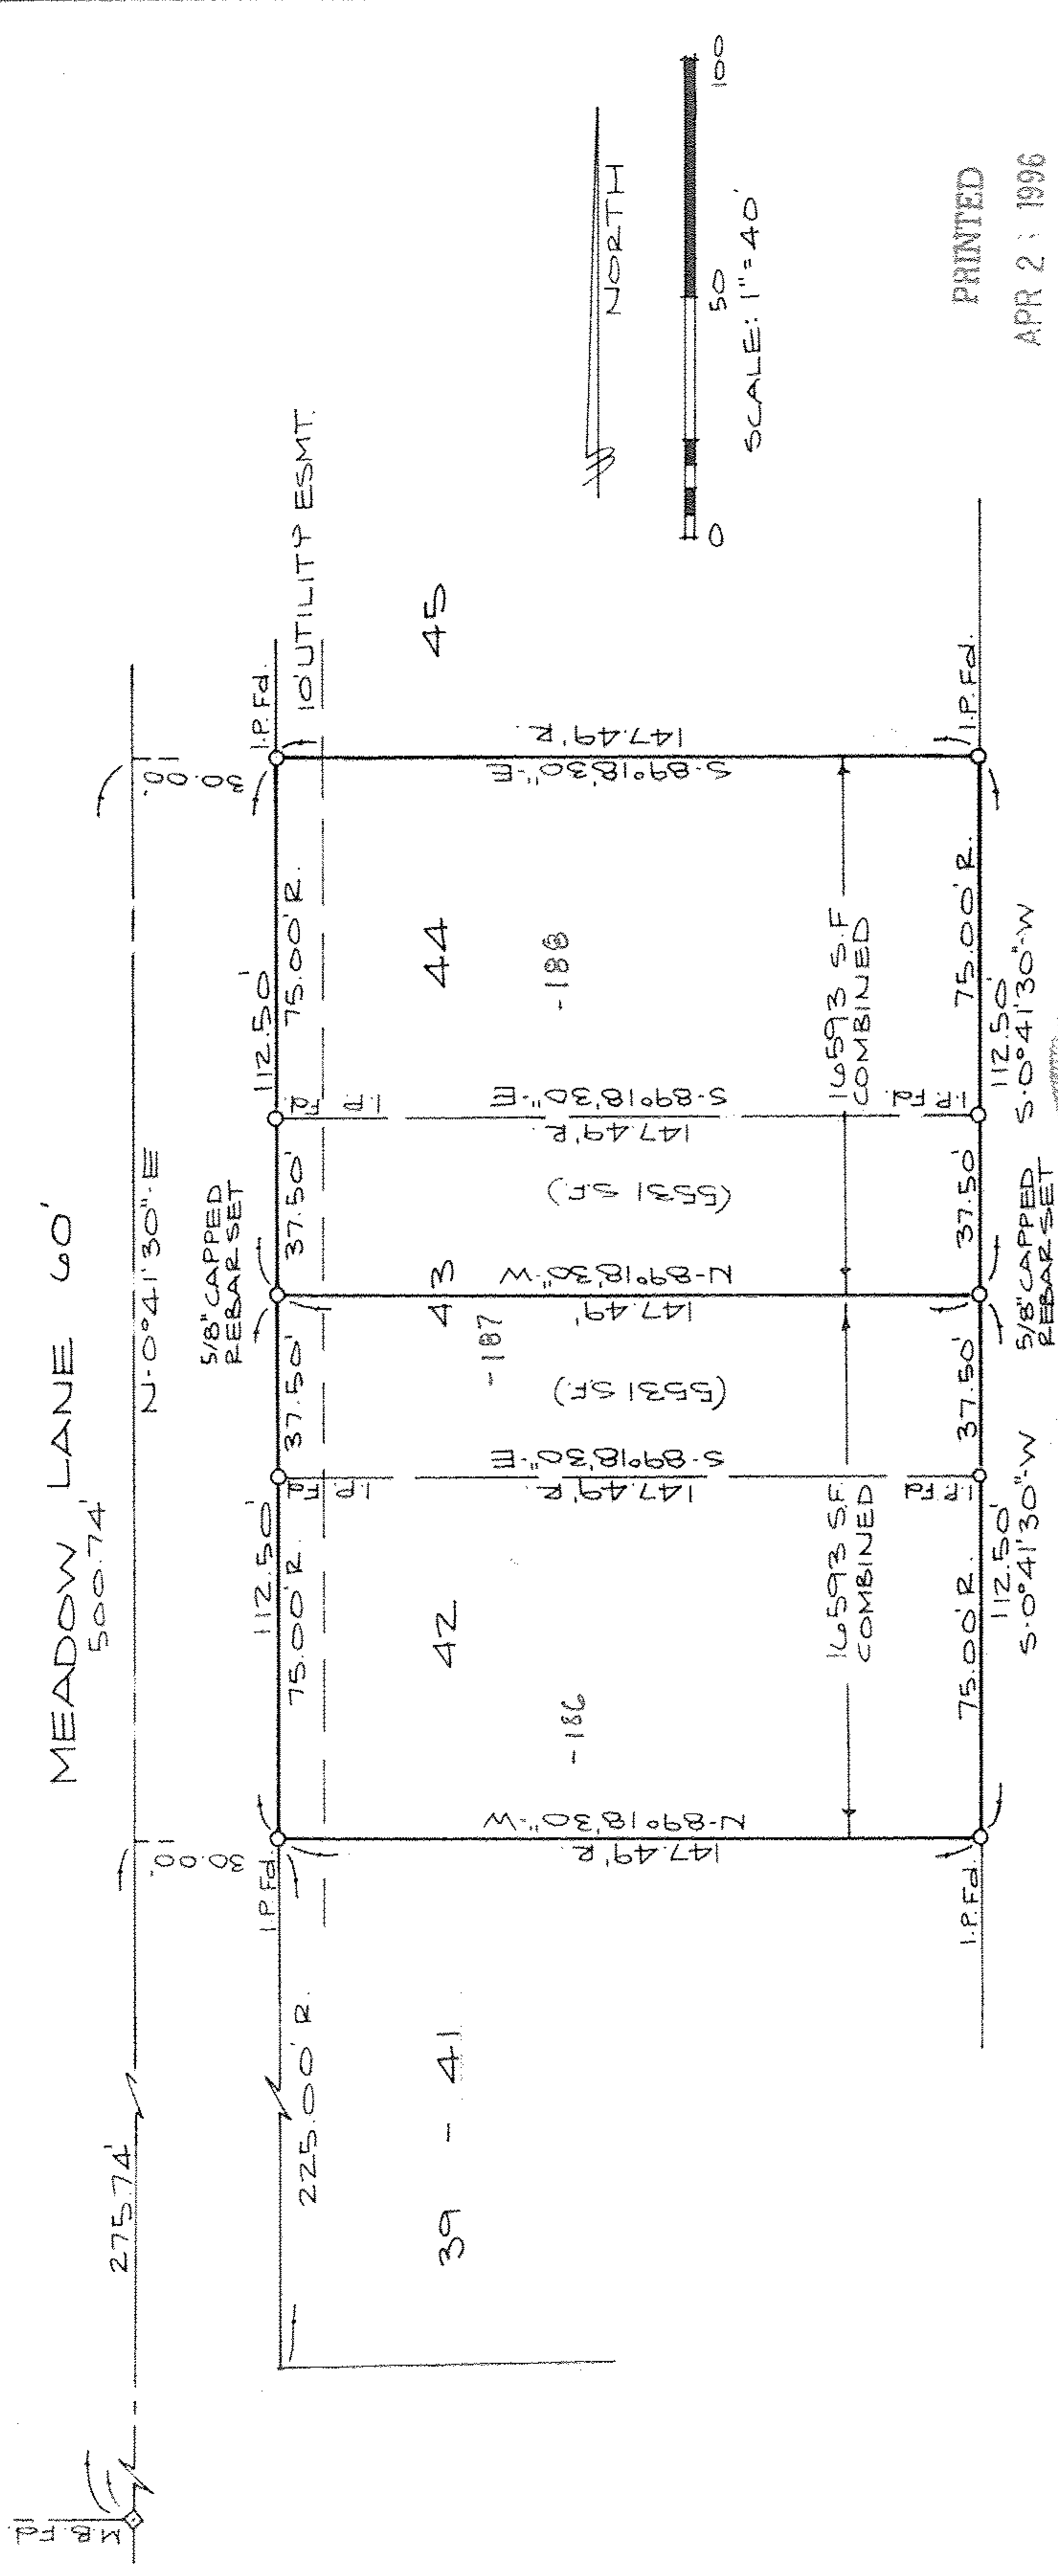 MEADOW LANE 60'
500.74'
275.74'
N-0°41'30"-E
M.B. Fd.
30.00'
30.00'
5/8" CAPPED
REBAR SET
I.P. Fd.
112.50'
112.50'
I.P. Fd.
225.00' R.
75.00' R.
37.50'
37.50'
75.00' R.
10' UTILITY ESMT.
I.P.
Fd.
I.P.
Fd.
39 - 41
42
43
44
45
-186
-187
-188
N-89°18'30"-W
147.49' R.
S-89°18'30"-E
147.49' R.
(5531 S.F.)
N-89°18'30"-W
147.49'
(5531 S.F.)
S-89°18'30"-E
147.49' R.
S-89°18'30"-E
147.49' R.
16593 S.F.
COMBINED
16593 S.F
COMBINED
I.P.
Fd.
I.P.
Fd.
I.P. Fd.
75.00' R.
37.50'
37.50'
75.00' R.
I.P. Fd.
112.50'
S-0°41'30"-W
5/8" CAPPED
REBAR SET
112.50'
S-0°41'30"-W
NORTH
0 50 100
SCALE: 1" = 40'
PRINTED
APR 2 1996